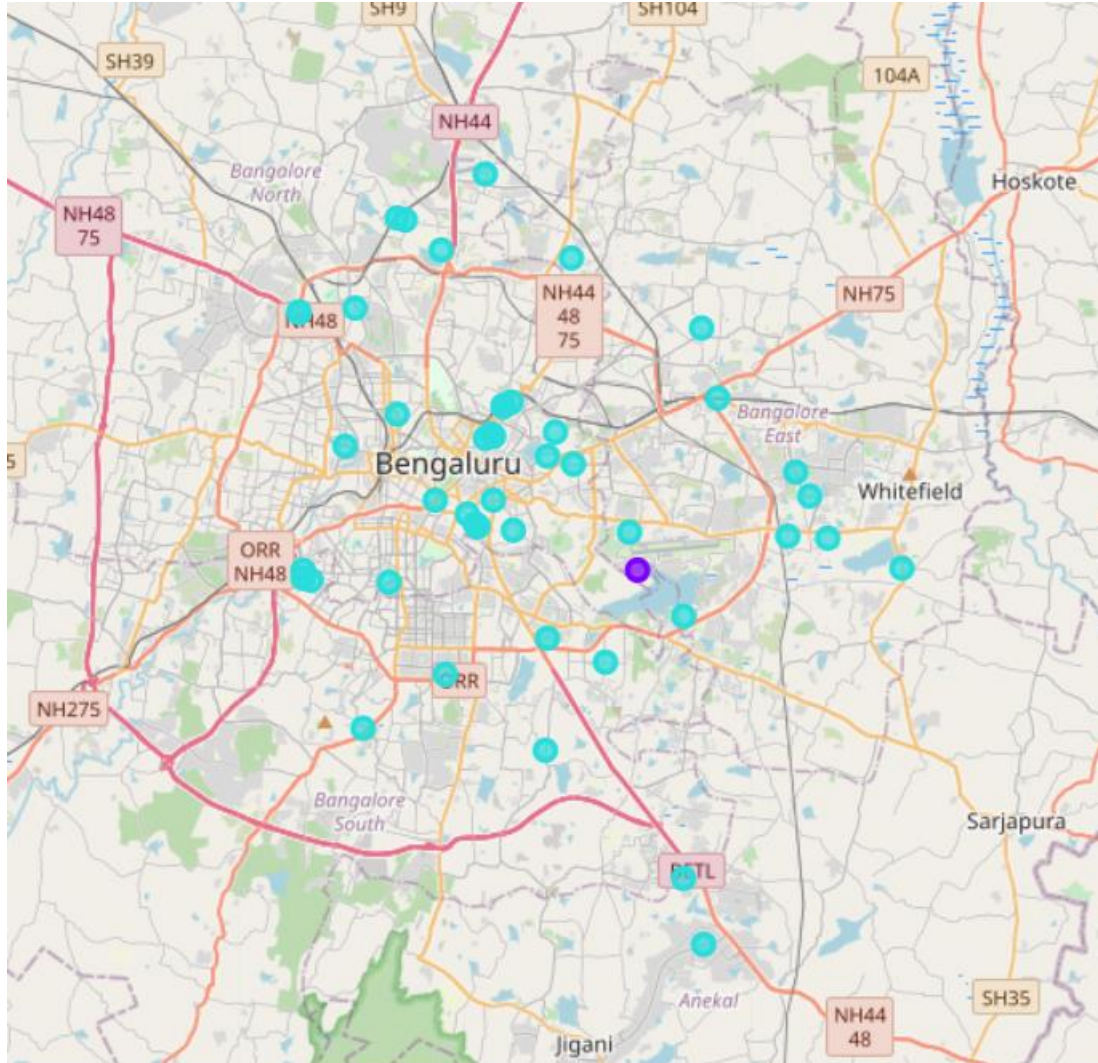 SH9
SH104
SH39
104A
NH44
Bangalore
North
Hoskote
NH48
75
NH44
48
75
NH75
NH48
Bangalore
East
Bengaluru
5
Whitefield
ORR
NH48
ORR
NH275
Bangalore
South
Sarjapura
Anekal
SH35
NH44
48
Jigani